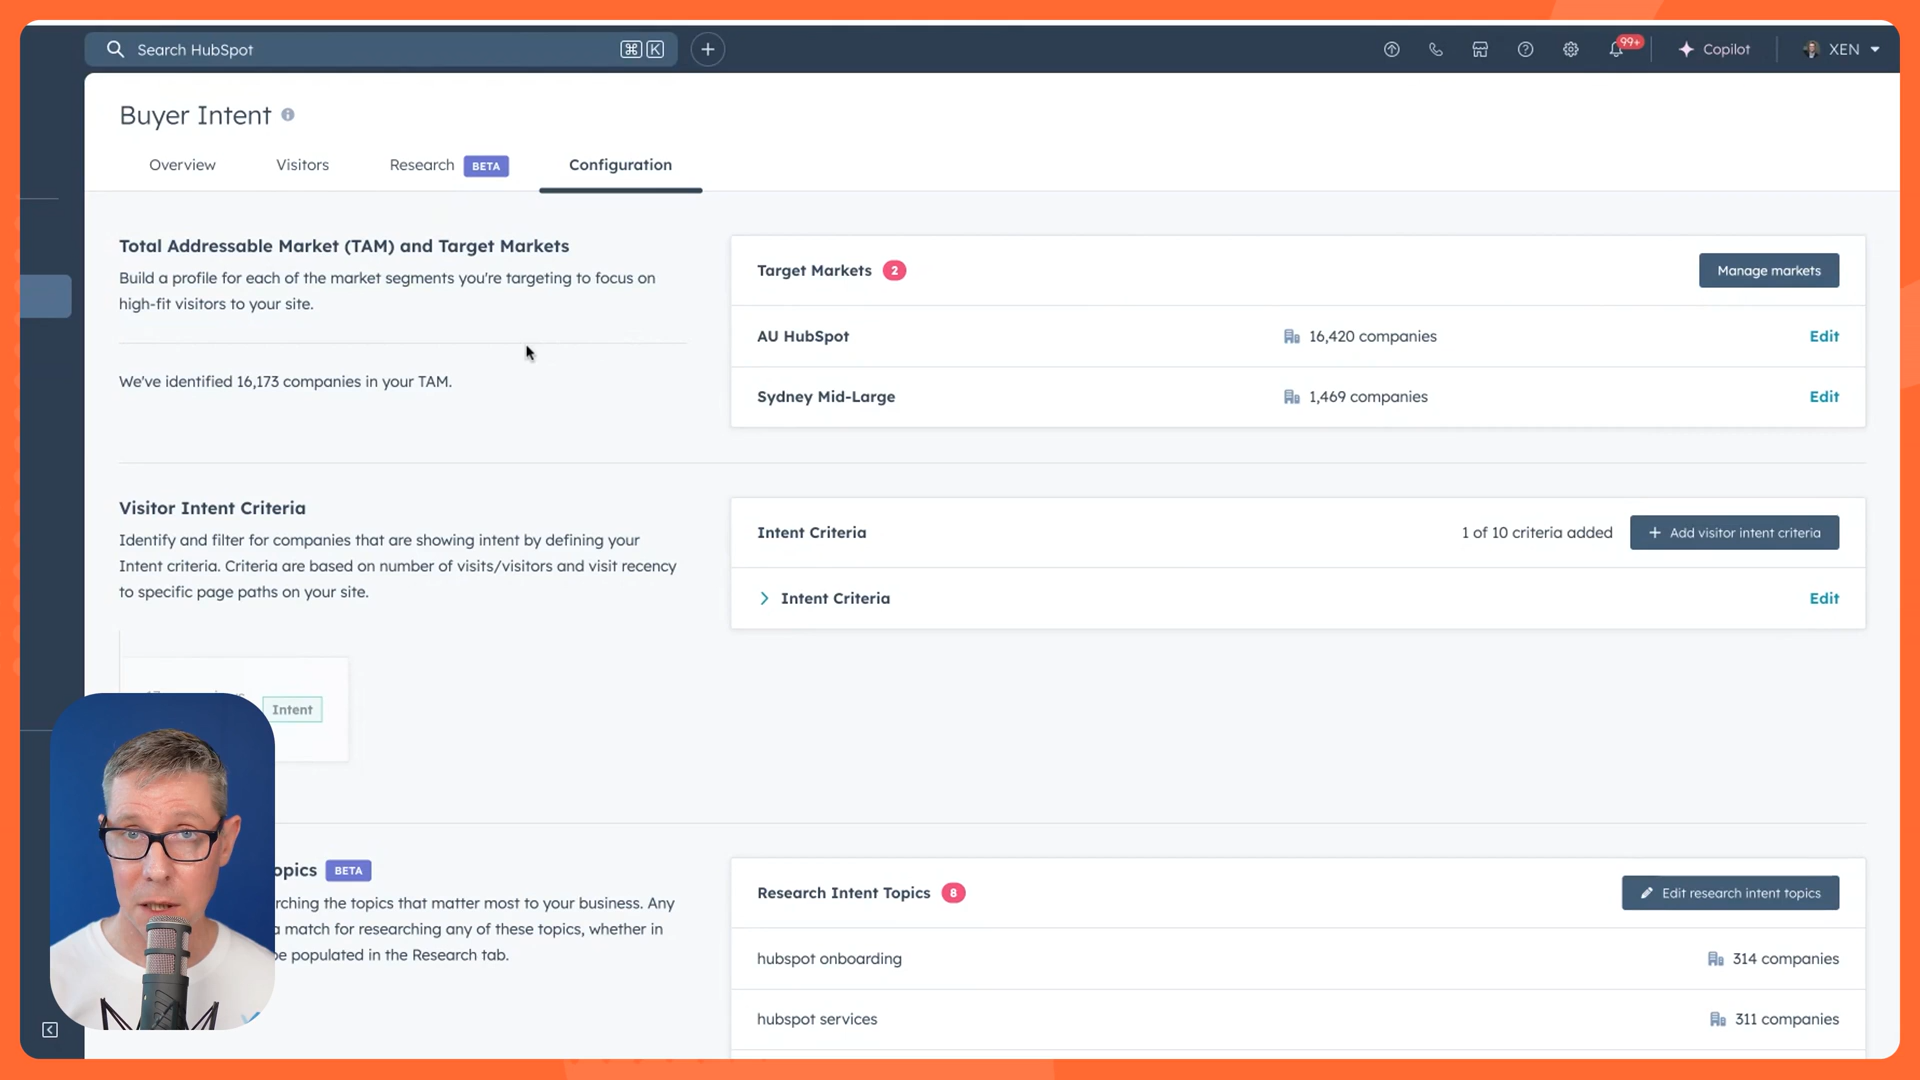 Search HubSpot
⌘ K
99+
Copilot
XEN
Buyer Intent
Overview
Visitors
Research BETA
Configuration
Total Addressable Market (TAM) and Target Markets
Build a profile for each of the market segments you're targeting to focus on
high-fit visitors to your site.
We've identified 16,173 companies in your TAM.
Target Markets 2
Manage markets
AU HubSpot
16,420 companies
Edit
Sydney Mid-Large
1,469 companies
Edit
Visitor Intent Criteria
Identify and filter for companies that are showing intent by defining your
Intent criteria. Criteria are based on number of visits/visitors and visit recency
to specific page paths on your site.
Intent
Intent Criteria
1 of 10 criteria added
+ Add visitor intent criteria
Intent Criteria
Edit
opics BETA
rching the topics that matter most to your business. Any
a match for researching any of these topics, whether in
be populated in the Research tab.
Research Intent Topics 8
Edit research intent topics
hubspot onboarding
314 companies
hubspot services
311 companies